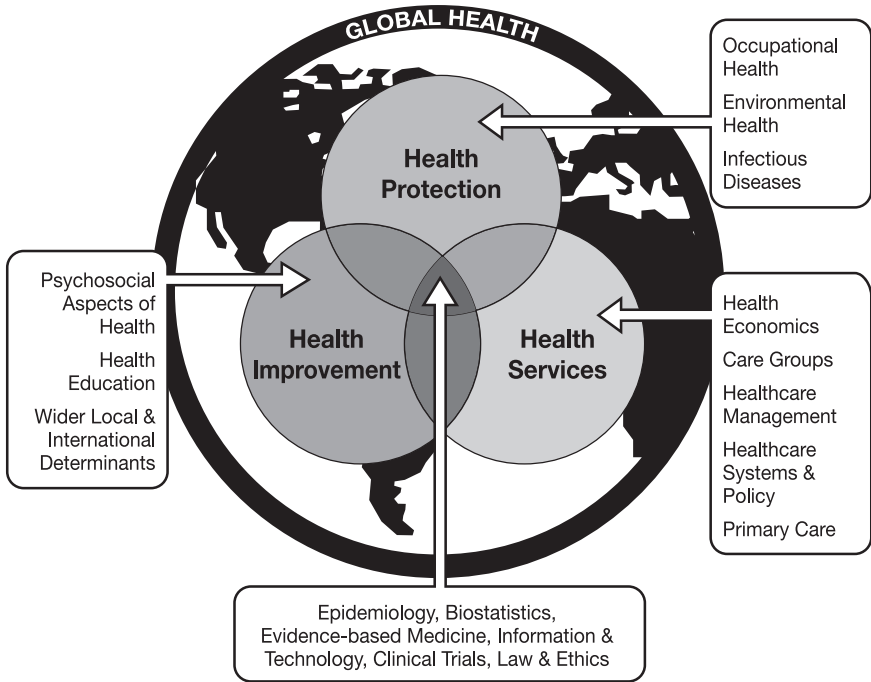 GLOBAL HEALTH
Occupational
Health
Environmental
Health
Infectious
Diseases
Health
Protection
Psychosocial
Aspects of
Health
Health
Education
Wider Local &
International
Determinants
Health
Improvement
Health
Services
Health
Economics
Care Groups
Healthcare
Management
Healthcare
Systems &
Policy
Primary Care
Epidemiology, Biostatistics,
Evidence-based Medicine, Information &
Technology, Clinical Trials, Law & Ethics